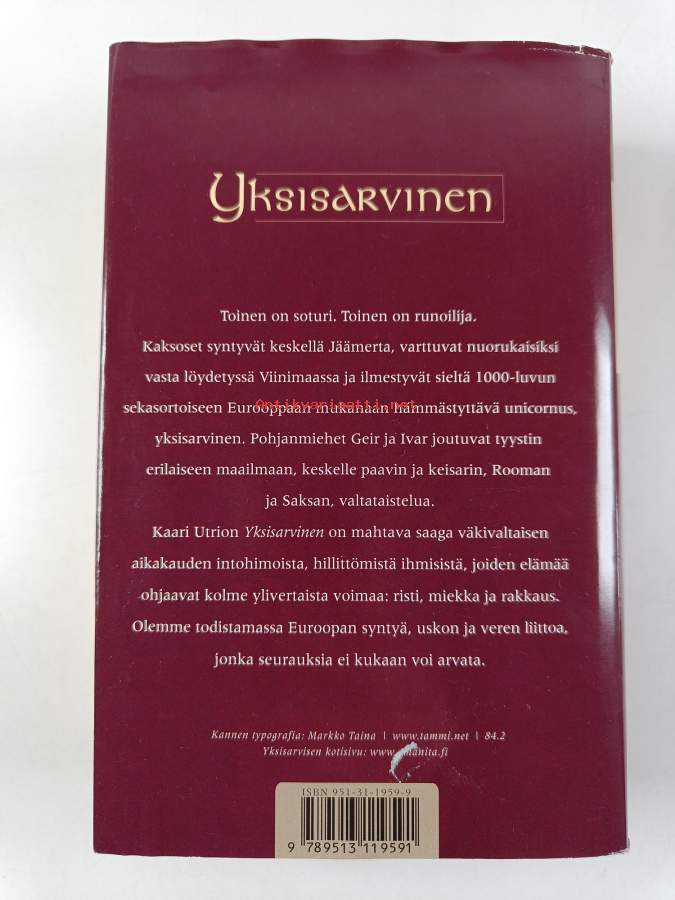 Yksisarvinen
Toinen on soturi. Toinen on runoilija.
Kaksoset syntyvät keskellä Jäämerta, varttuvat nuorukaisiksi
vasta löydetyssä Viinimaassa ja ilmestyvät sieltä 1000-luvun
Antikvariaatti.net
sekasortoiseen Eurooppaan mukanaan hämmästyttävä unicornus,
yksisarvinen. Pohjanmiehet Geir ja Ivar joutuvat tyystin
erilaiseen maailmaan, keskelle paavin ja keisarin, Rooman
ja Saksan, valtataistelua.
Kaari Utrion Yksisarvinen on mahtava saaga väkivaltaisen
aikakauden intohimoista, hillittömistä ihmisistä, joiden elämää
ohjaavat kolme ylivertaista voimaa: risti, miekka ja rakkaus.
Olemme todistamassa Euroopan syntyä, uskon ja veren liittoa,
jonka seurauksia ei kukaan voi arvata.
Kannen typografia: Markko Taina | www.tammi.net | 84.2
Yksisarvisen kotisivu:
ISBN 951-31-1959-9
9 789513 119591